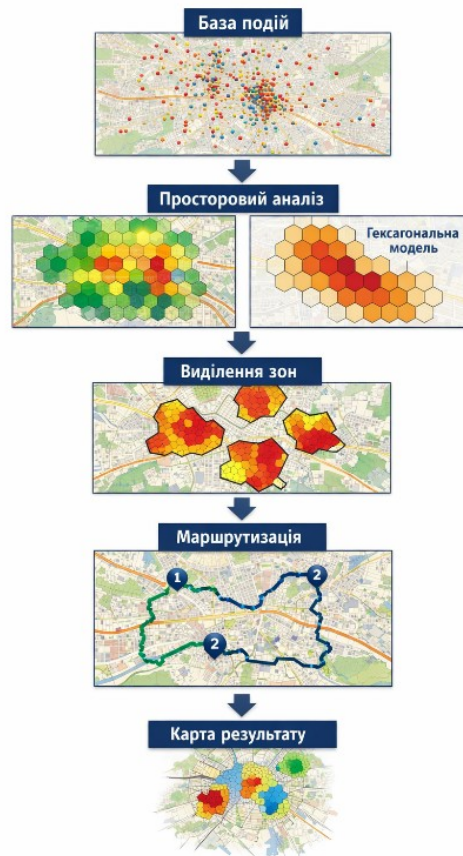 База подій
Просторовий аналіз
Гексагональна
модель
Виділення зон
Маршрутизація
1
2
2
Карта результату